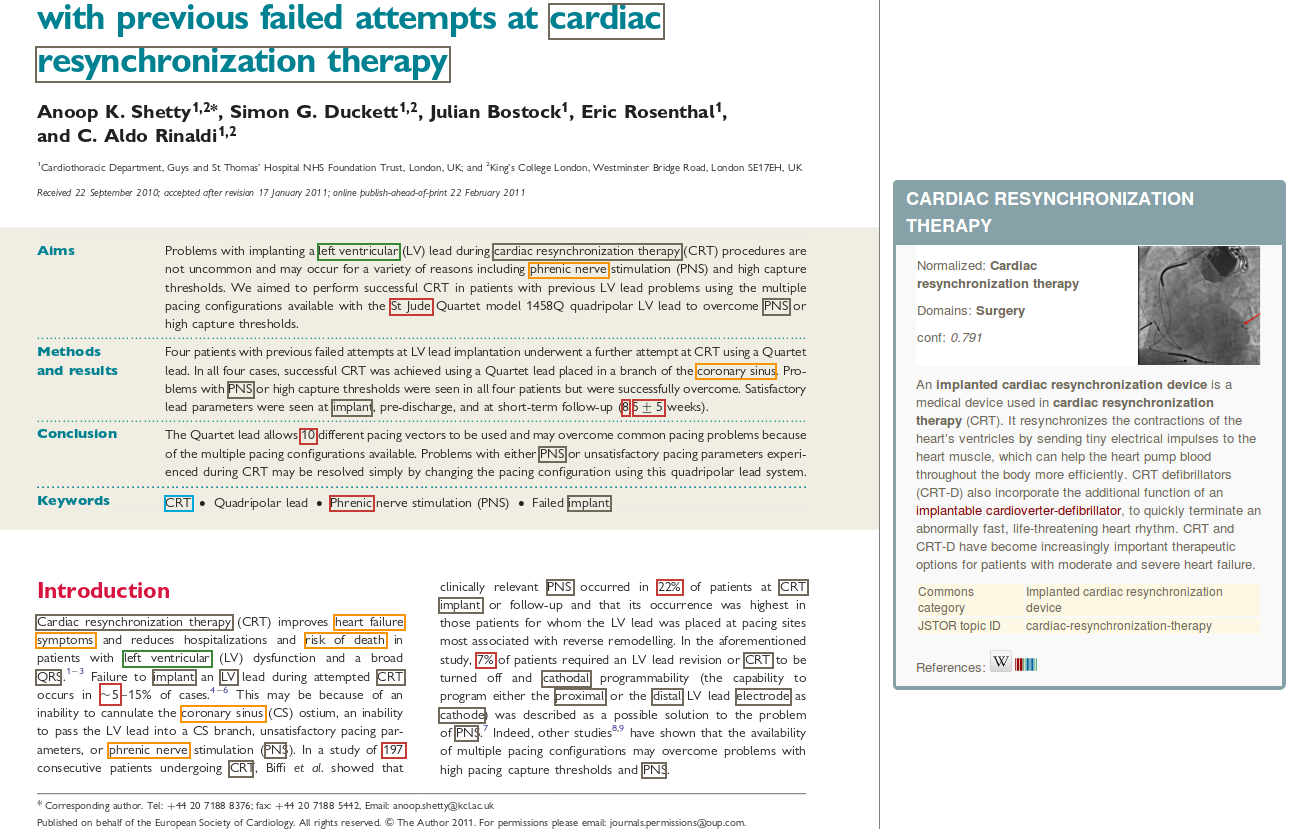 with previous failed attempts at cardiac
resynchronization therapy
Anoop K. Shetty1,2*, Simon G. Duckett1,2, Julian Bostock1, Eric Rosenthal1,
and C. Aldo Rinaldi1,2
1Cardiothoracic Department, Guys and St Thomas' Hospital NHS Foundation Trust, London, UK; and 2King's College London, Westminster Bridge Road, London SE17EH, UK
Received 22 September 2010; accepted after revision 17 January 2011; online publish-ahead-of-print 22 February 2011
Aims
Problems with implanting a left ventricular (LV) lead during cardiac resynchronization therapy (CRT) procedures are
not uncommon and may occur for a variety of reasons including phrenic nerve stimulation (PNS) and high capture
thresholds. We aimed to perform successful CRT in patients with previous LV lead problems using the multiple
pacing configurations available with the St Jude Quartet model 1458Q quadripolar LV lead to overcome PNS or
high capture thresholds.
Methods
and results
Four patients with previous failed attempts at LV lead implantation underwent a further attempt at CRT using a Quartet
lead. In all four cases, successful CRT was achieved using a Quartet lead placed in a branch of the coronary sinus. Pro-
blems with PNS or high capture thresholds were seen in all four patients but were successfully overcome. Satisfactory
lead parameters were seen at implant, pre-discharge, and at short-term follow-up (8.5 ± 5 weeks).
Conclusion
The Quartet lead allows 10 different pacing vectors to be used and may overcome common pacing problems because
of the multiple pacing configurations available. Problems with either PNS or unsatisfactory pacing parameters experi-
enced during CRT may be resolved simply by changing the pacing configuration using this quadripolar lead system.
Keywords
CRT • Quadripolar lead • Phrenic nerve stimulation (PNS) • Failed implant
Introduction
Cardiac resynchronization therapy (CRT) improves heart failure
symptoms and reduces hospitalizations and risk of death in
patients with left ventricular (LV) dysfunction and a broad
QRS.1–3 Failure to implant an LV lead during attempted CRT
occurs in ~5–15% of cases.4–6 This may be because of an
inability to cannulate the coronary sinus (CS) ostium, an inability
to pass the LV lead into a CS branch, unsatisfactory pacing par-
ameters, or phrenic nerve stimulation (PNS). In a study of 197
consecutive patients undergoing CRT, Biffi et al. showed that
clinically relevant PNS occurred in 22% of patients at CRT
implant or follow-up and that its occurrence was highest in
those patients for whom the LV lead was placed at pacing sites
most associated with reverse remodelling. In the aforementioned
study, 7% of patients required an LV lead revision or CRT to be
turned off and cathodal programmability (the capability to
program either the proximal or the distal LV lead electrode as
cathode) was described as a possible solution to the problem
of PNS.7 Indeed, other studies8,9 have shown that the availability
of multiple pacing configurations may overcome problems with
high pacing capture thresholds and PNS.
* Corresponding author. Tel: +44 20 7188 8376; fax: +44 20 7188 5442, Email: anoop.shetty@kcl.ac.uk
Published on behalf of the European Society of Cardiology. All rights reserved. © The Author 2011. For permissions please email: journals.permissions@oup.com.
CARDIAC RESYNCHRONIZATION
THERAPY
Normalized: Cardiac
resynchronization therapy
Domains: Surgery
conf: 0.791
An implanted cardiac resynchronization device is a
medical device used in cardiac resynchronization
therapy (CRT). It resynchronizes the contractions of the
heart's ventricles by sending tiny electrical impulses to the
heart muscle, which can help the heart pump blood
throughout the body more efficiently. CRT defibrillators
(CRT-D) also incorporate the additional function of an
implantable cardioverter-defibrillator, to quickly terminate an
abnormally fast, life-threatening heart rhythm. CRT and
CRT-D have become increasingly important therapeutic
options for patients with moderate and severe heart failure.
Commons
category
Implanted cardiac resynchronization
device
JSTOR topic ID cardiac-resynchronization-therapy
References: W